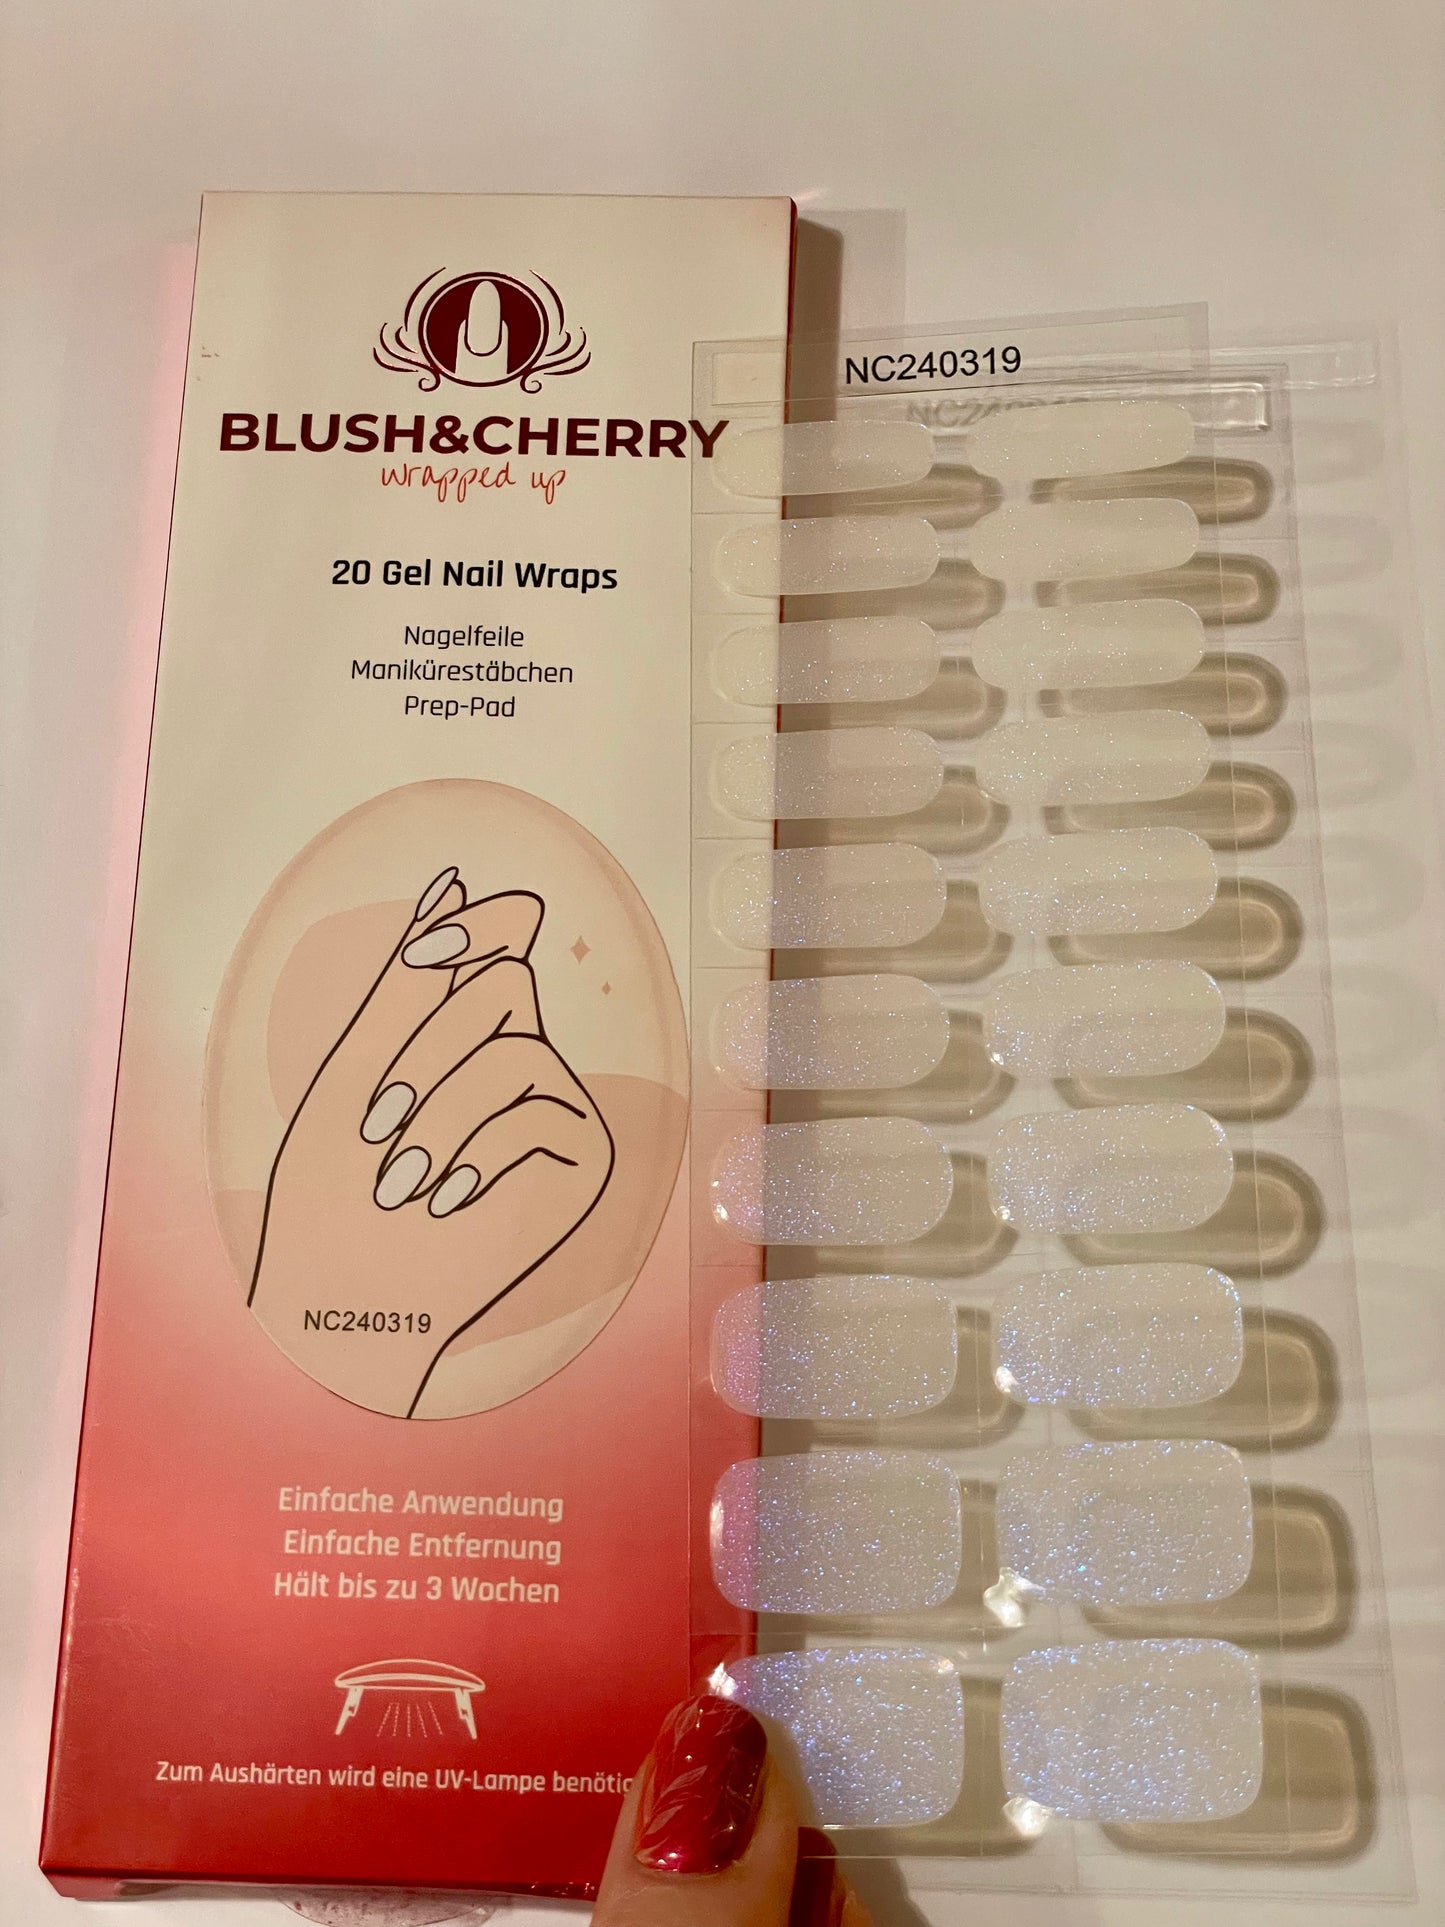 BLUSH&CHERRY
wrapped up
20 Gel Nail Wraps
Nagelfeile
Manikürestäbchen
Prep-Pad
NC240319
Einfache Anwendung
Einfache Entfernung
Hält bis zu 3 Wochen
Zum Aushärten wird eine UV-Lampe benötig
NC240319